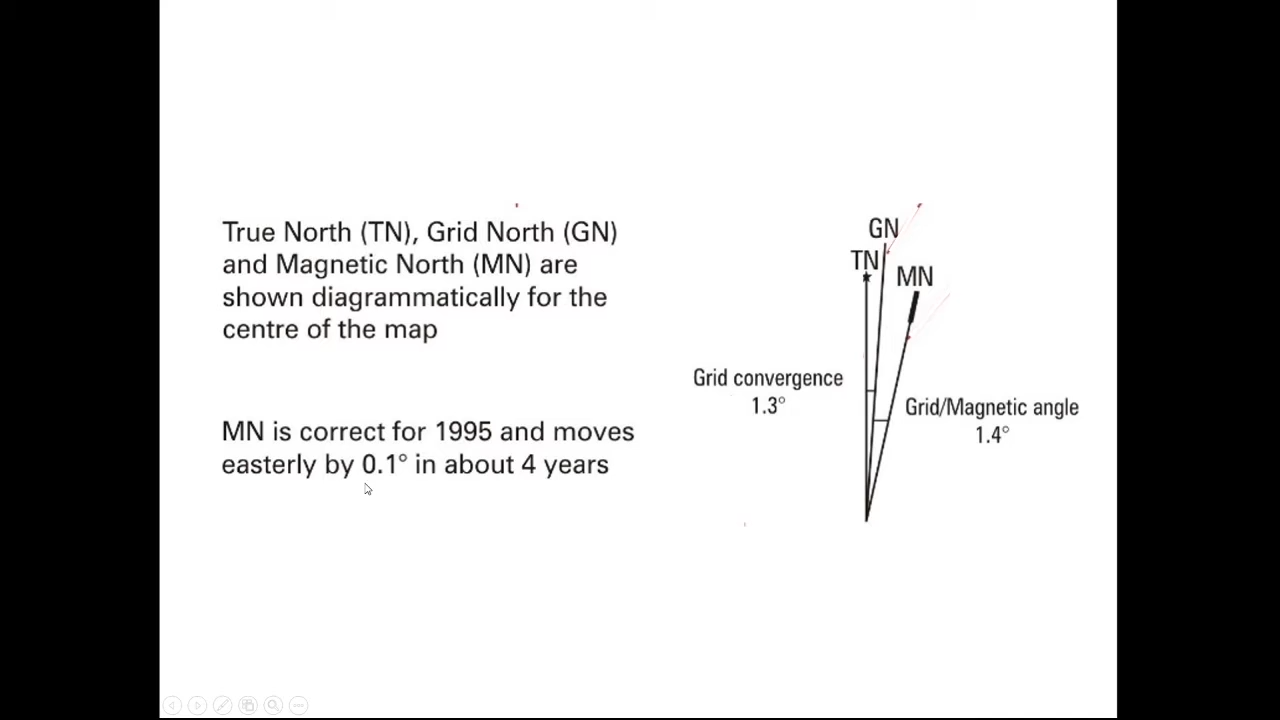 True North (TN), Grid North (GN)
and Magnetic North (MN) are
shown diagrammatically for the
centre of the map
MN is correct for 1995 and moves
easterly by 0.1° in about 4 years
GN
TN
MN
Grid convergence
1.3°
Grid/Magnetic angle
1.4°